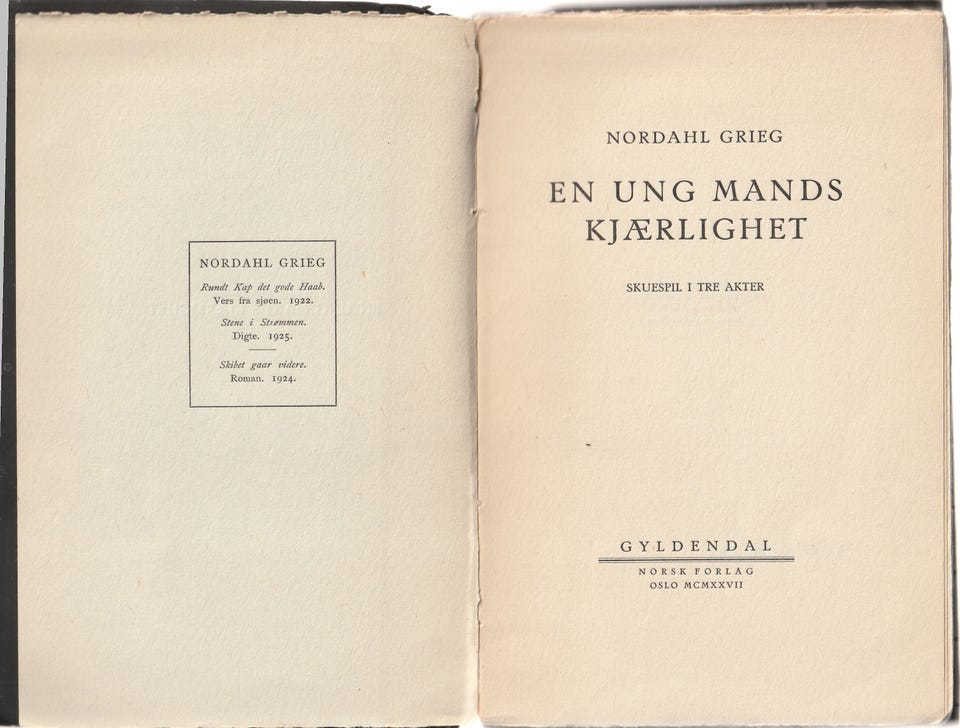 NORDAHL GRIEG
Rundt Kap det gode Haab.
Vers fra sjøen. 1922.
Stene i Strømmen.
Digte. 1925.
Skibet gaar videre.
Roman. 1924.
NORDAHL GRIEG
EN UNG MANDS
KJÆRLIGHET
SKUESPIL I TRE AKTER
GYLDENDAL
NORSK FORLAG
OSLO MCMXXVII